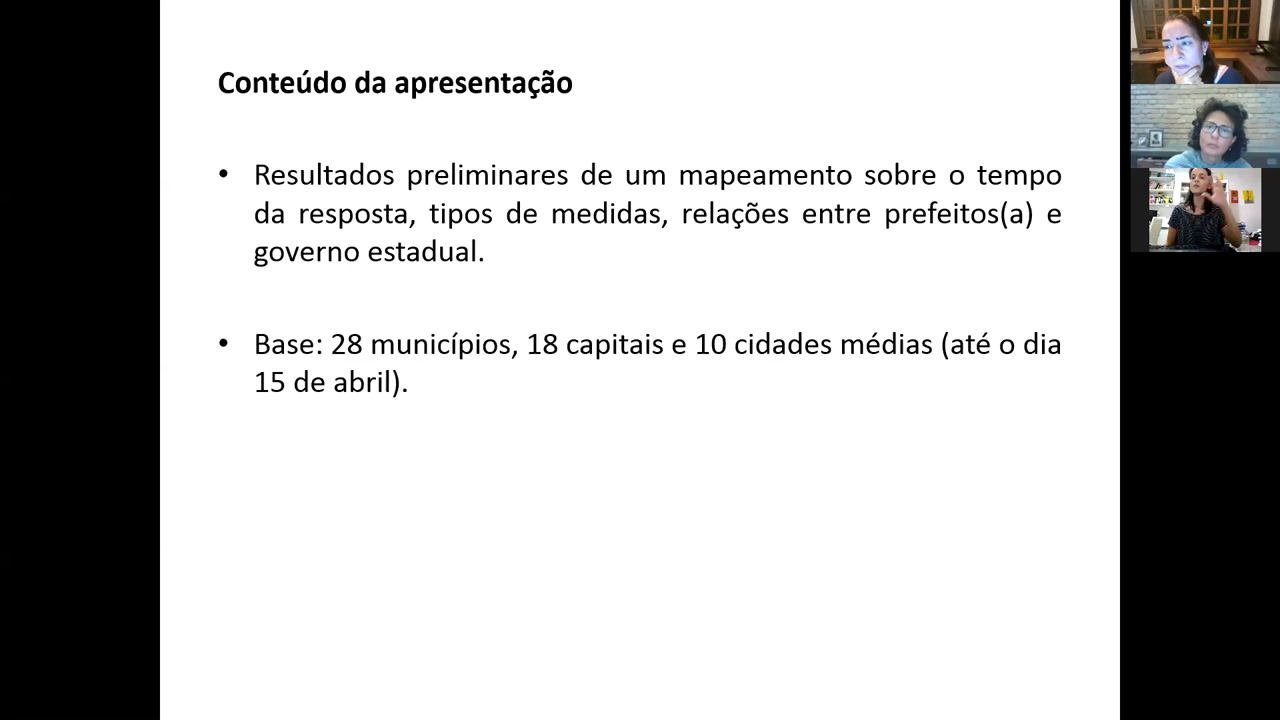 Conteúdo da apresentação
• Resultados preliminares de um mapeamento sobre o tempo
da resposta, tipos de medidas, relações entre prefeitos(a) e
governo estadual.
• Base: 28 municípios, 18 capitais e 10 cidades médias (até o dia
15 de abril).